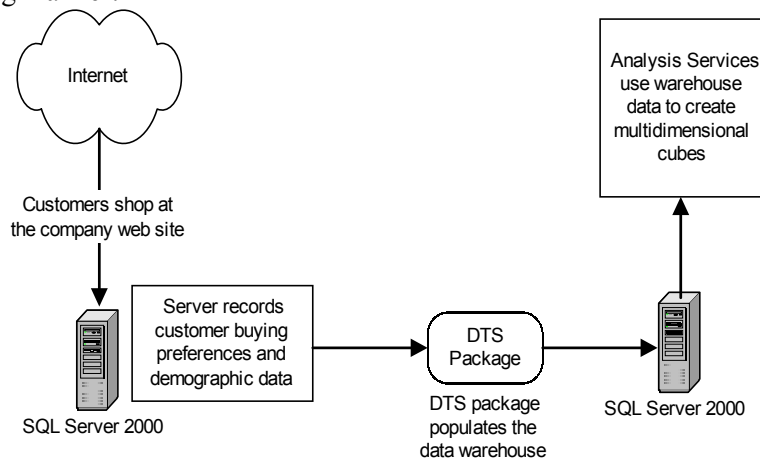 Internet
Customers shop at
the company web site
SQL Server 2000
Server records
customer buying
preferences and
demographic data
DTS
Package
DTS package
populates the
data warehouse
SQL Server 2000
Analysis Services
use warehouse
data to create
multidimensional
cubes